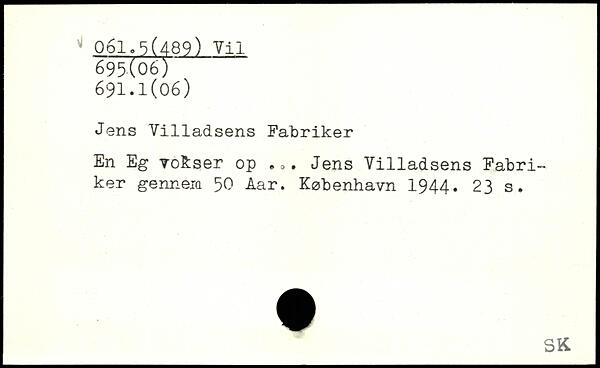 061.5(489) Vil
695(06)
691.1(06)
Jens Villadsens Fabriker
En Eg vokser op ... Jens Villadsens Fabri-
ker gennem 50 Aar. København 1944. 23 s.
SK